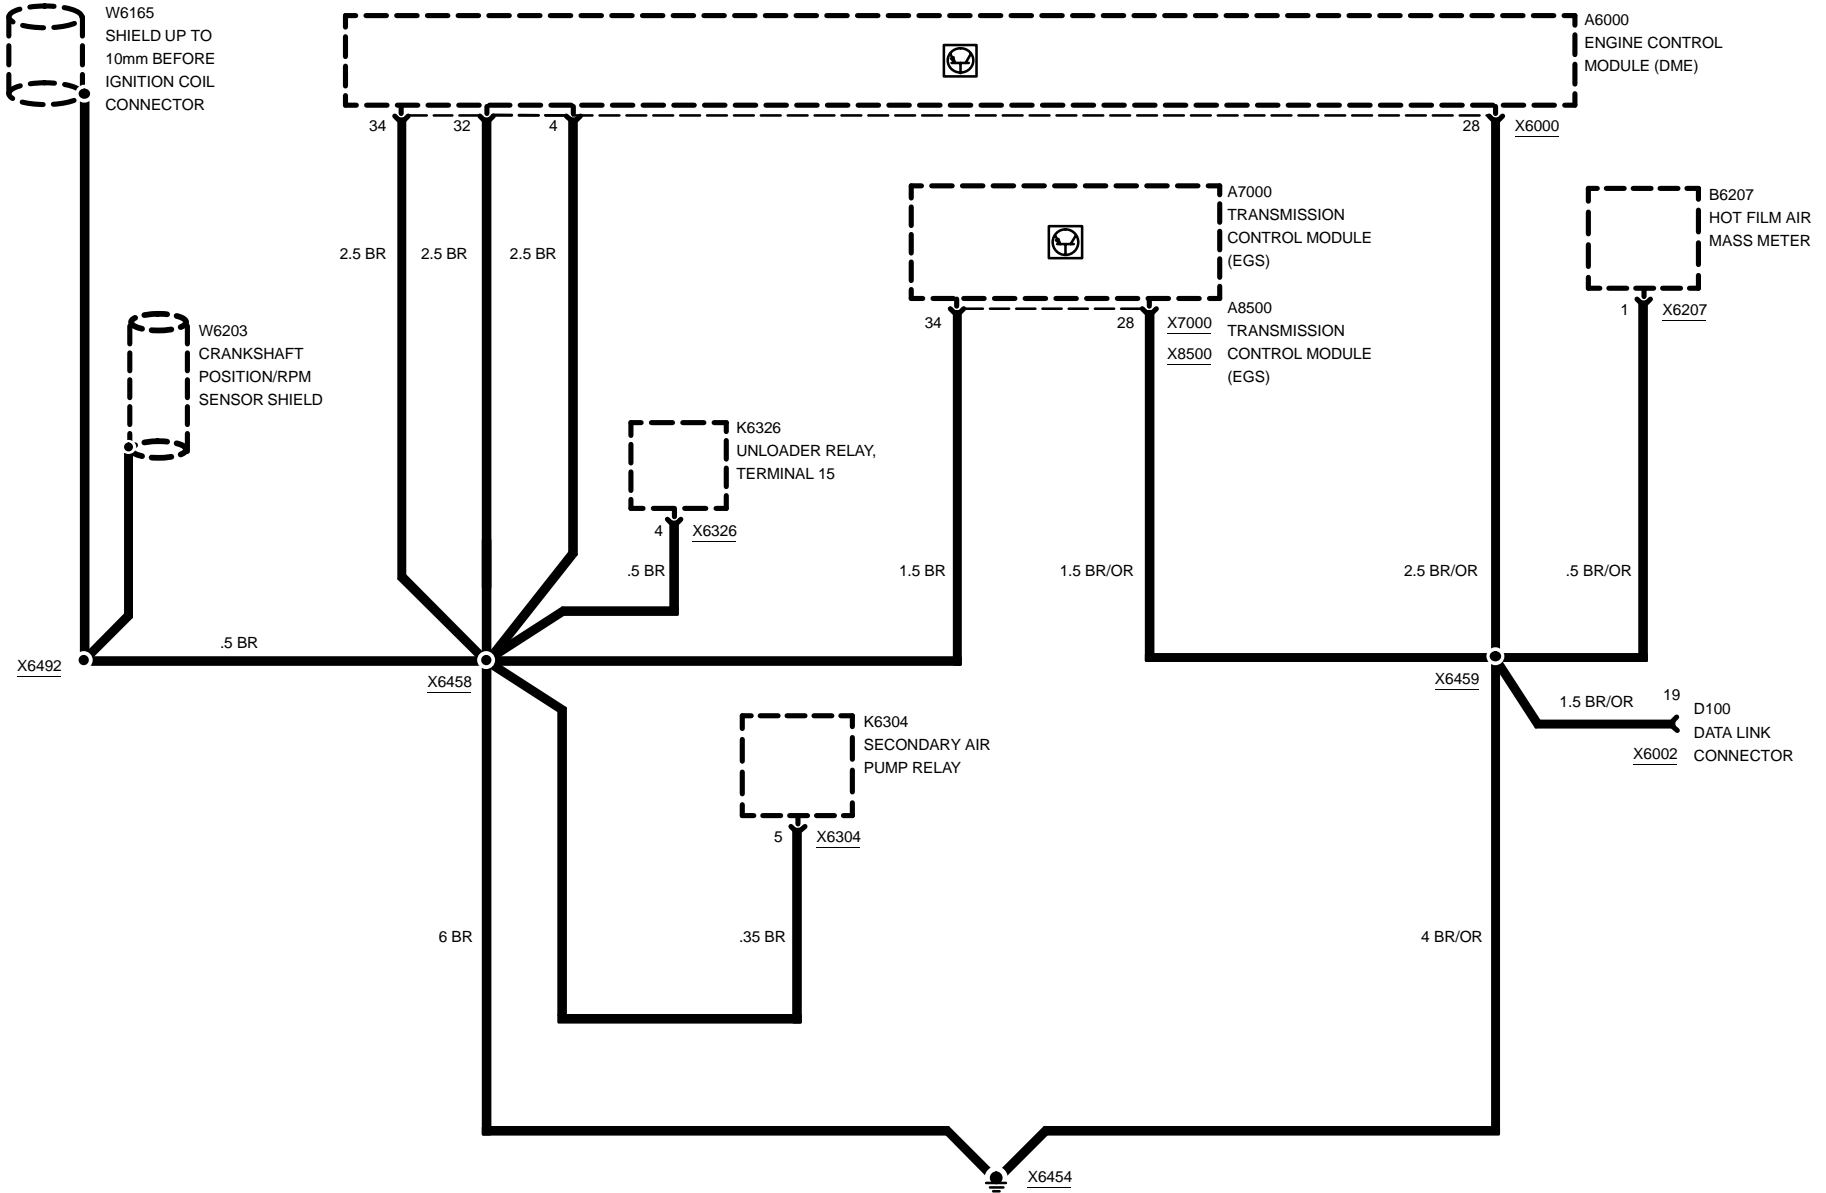 W6165
SHIELD UP TO
10mm BEFORE
IGNITION COIL
CONNECTOR
A6000
ENGINE CONTROL
MODULE (DME)
34
32
4
28
X6000
A7000
TRANSMISSION
CONTROL MODULE
(EGS)
B6207
HOT FILM AIR
MASS METER
2.5 BR
2.5 BR
2.5 BR
34
28
X7000
X8500
A8500
TRANSMISSION
CONTROL MODULE
(EGS)
1
X6207
W6203
CRANKSHAFT
POSITION/RPM
SENSOR SHIELD
K6326
UNLOADER RELAY,
TERMINAL 15
4
X6326
.5 BR
1.5 BR
1.5 BR/OR
2.5 BR/OR
.5 BR/OR
.5 BR
X6492
X6458
X6459
1.5 BR/OR
19
D100
DATA LINK
CONNECTOR
X6002
K6304
SECONDARY AIR
PUMP RELAY
5
X6304
6 BR
.35 BR
4 BR/OR
X6454